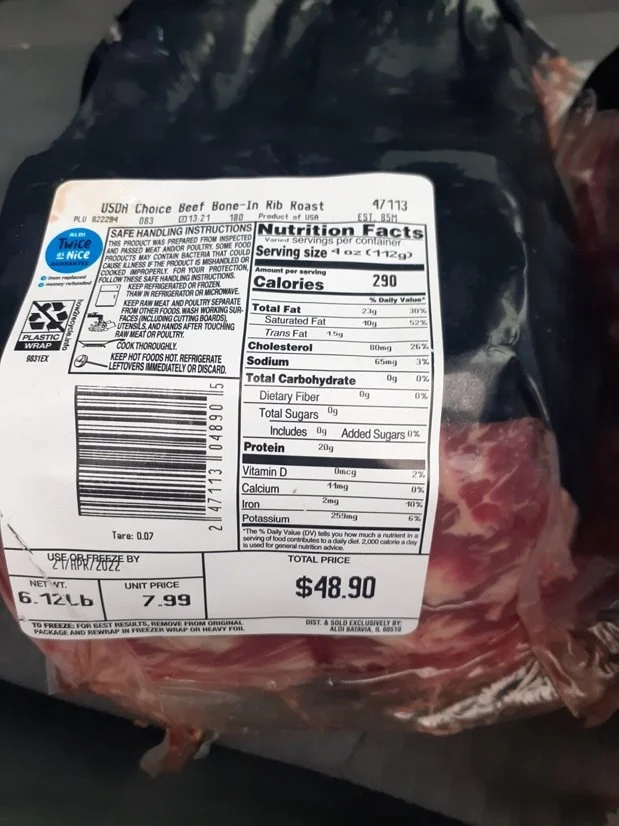 USDA Choice Beef Bone-In Rib Roast 47113
PLU 822294 083 13:21 180 Product of USA EST. 85M
ALDI
Twice
as Nice
GUARANTEE
item replaced
money refunded
how2recycle.info
PLASTIC
WRAP
9831EX
SAFE HANDLING INSTRUCTIONS
THIS PRODUCT WAS PREPARED FROM INSPECTED
AND PASSED MEAT AND/OR POULTRY. SOME FOOD
PRODUCTS MAY CONTAIN BACTERIA THAT COULD
CAUSE ILLNESS IF THE PRODUCT IS MISHANDLED OR
COOKED IMPROPERLY. FOR YOUR PROTECTION,
FOLLOW THESE SAFE HANDLING INSTRUCTIONS.
KEEP REFRIGERATED OR FROZEN.
THAW IN REFRIGERATOR OR MICROWAVE.
KEEP RAW MEAT AND POULTRY SEPARATE
FROM OTHER FOODS. WASH WORKING SUR-
FACES (INCLUDING CUTTING BOARDS),
UTENSILS, AND HANDS AFTER TOUCHING
RAW MEAT OR POULTRY.
COOK THOROUGHLY.
KEEP HOT FOODS HOT. REFRIGERATE
LEFTOVERS IMMEDIATELY OR DISCARD.
2 47113 04890 5
Tare: 0.07
Nutrition Facts
Varied servings per container
Serving size 4 oz (112g)
Amount per serving
Calories 290
% Daily Value*
Total Fat 23g 30%
Saturated Fat 10g 52%
Trans Fat 1.5g
Cholesterol 80mg 26%
Sodium 65mg 3%
Total Carbohydrate 0g 0%
Dietary Fiber 0g 0%
Total Sugars 0g
Includes 0g Added Sugars 0%
Protein 20g
Vitamin D 0mcg 2%
Calcium 11mg 0%
Iron 2mg 10%
Potassium 259mg 6%
*The % Daily Value (DV) tells you how much a nutrient in a
serving of food contributes to a daily diet. 2,000 calorie a day
is used for general nutrition advice.
USE OR FREEZE BY
/APR/2022
NET WT.
6.12Lb
UNIT PRICE
7.99
TOTAL PRICE
$48.90
TO FREEZE: FOR BEST RESULTS, REMOVE FROM ORIGINAL
PACKAGE AND REWRAP IN FREEZER WRAP OR HEAVY FOIL.
DIST. & SOLD EXCLUSIVELY BY:
ALDI BATAVIA, IL 60510